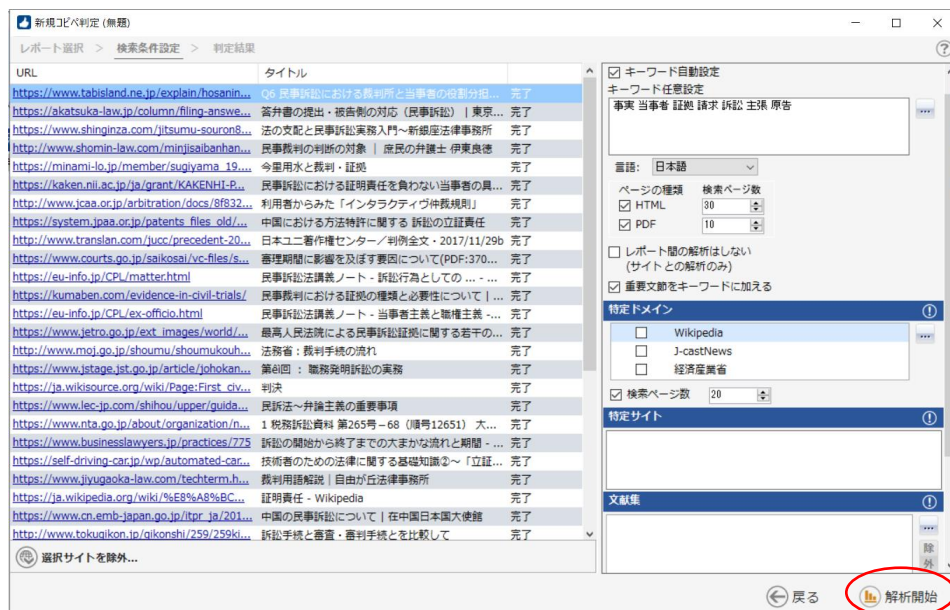 新規コピペ判定 (無題)
レポート選択 > 検索条件設定 > 判定結果
URL タイトル
https://www.tabisland.ne.jp/explain/hosanin... Q6 民事訴訟における裁判所と当事者の役割分担... 完了
https://akatsuka-law.jp/column/filing-answe... 答弁書の提出・被告側の対応（民事訴訟）｜東京... 完了
https://www.shinginza.com/jitsumu-souron8... 法の支配と民事訴訟実務入門～新銀座法律事務所 完了
http://www.shomin-law.com/minjisaibanhan... 民事裁判の判断の対象 ｜ 庶民の弁護士 伊東良徳 完了
https://minami-lo.jp/member/sugiyama_19.... 今里用水と裁判・証拠 完了
https://kaken.nii.ac.jp/ja/grant/KAKENHI-P... 民事訴訟における証明責任を負わない当事者の具... 完了
http://www.jcaa.or.jp/arbitration/docs/8f832... 利用者からみた「インタラクティヴ仲裁規則」 完了
https://system.jpaa.or.jp/patents_files_old/... 中国における方法特許に関する 訴訟の立証責任 完了
http://www.translan.com/jucc/precedent-20... 日本ユニ著作権センター／判例全文・2017/11/29b 完了
https://www.courts.go.jp/saikosai/vc-files/s... 審理期間に影響を及ぼす要因について(PDF:370... 完了
https://eu-info.jp/CPL/matter.html 民事訴訟法講義ノート - 訴訟行為としての ... - ... 完了
https://kumaben.com/evidence-in-civil-trials/ 民事裁判における証拠の種類と必要性について | ... 完了
https://eu-info.jp/CPL/ex-officio.html 民事訴訟法講義ノート - 当事者主義と職権主義 -... 完了
https://www.jetro.go.jp/ext_images/world/... 最高人民法院による民事訴訟証拠に関する若干の... 完了
http://www.moj.go.jp/shoumu/shoumukouh... 法務省：裁判手続の流れ 完了
https://www.jstage.jst.go.jp/article/johokan... 第6回 ： 職務発明訴訟の実務 完了
https://ja.wikisource.org/wiki/Page:First_civ... 判決 完了
https://www.lec-jp.com/shihou/upper/guida... 民訴法～弁論主義の重要事項 完了
https://www.nta.go.jp/about/organization/n... 1 税務訴訟資料 第265号－68（順号12651） 大... 完了
https://www.businesslawyers.jp/practices/775 訴訟の開始から終了までの大まかな流れと期間 - ... 完了
https://self-driving-car.jp/wp/automated-car... 技術者のための法律に関する基礎知識②～「立証... 完了
https://www.jiyugaoka-law.com/techterm.h... 裁判用語解説｜自由が丘法律事務所 完了
https://ja.wikipedia.org/wiki/%E8%A8%BC... 証明責任 - Wikipedia 完了
https://www.cn.emb-japan.go.jp/itpr_ja/201... 中国の民事訴訟について | 在中国日本国大使館 完了
http://www.tokugikon.jp/gikonshi/259/259ki... 訴訟手続と審査・審判手続とを比較して 完了
選択サイトを除外...
キーワード自動設定
キーワード任意設定
事実 当事者 証拠 請求 訴訟 主張 原告
...
言語: 日本語
ページの種類 検索ページ数
HTML 30
PDF 10
レポート間の解析はしない
(サイトとの解析のみ)
重要文節をキーワードに加える
特定ドメイン
Wikipedia
...
J-castNews
経済産業省
検索ページ数 20
特定サイト
文献集
...
除
外
戻る
解析開始